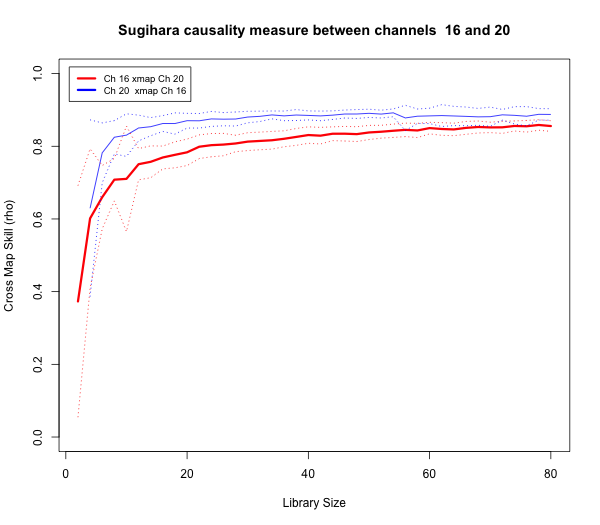 Sugihara causality measure between channels  16 and 20
Ch 16 xmap Ch 20
Ch 20  xmap Ch 16
Cross Map Skill (rho)
1.0
0.8
0.6
0.4
0.2
0.0
0 20 40 60 80
Library Size